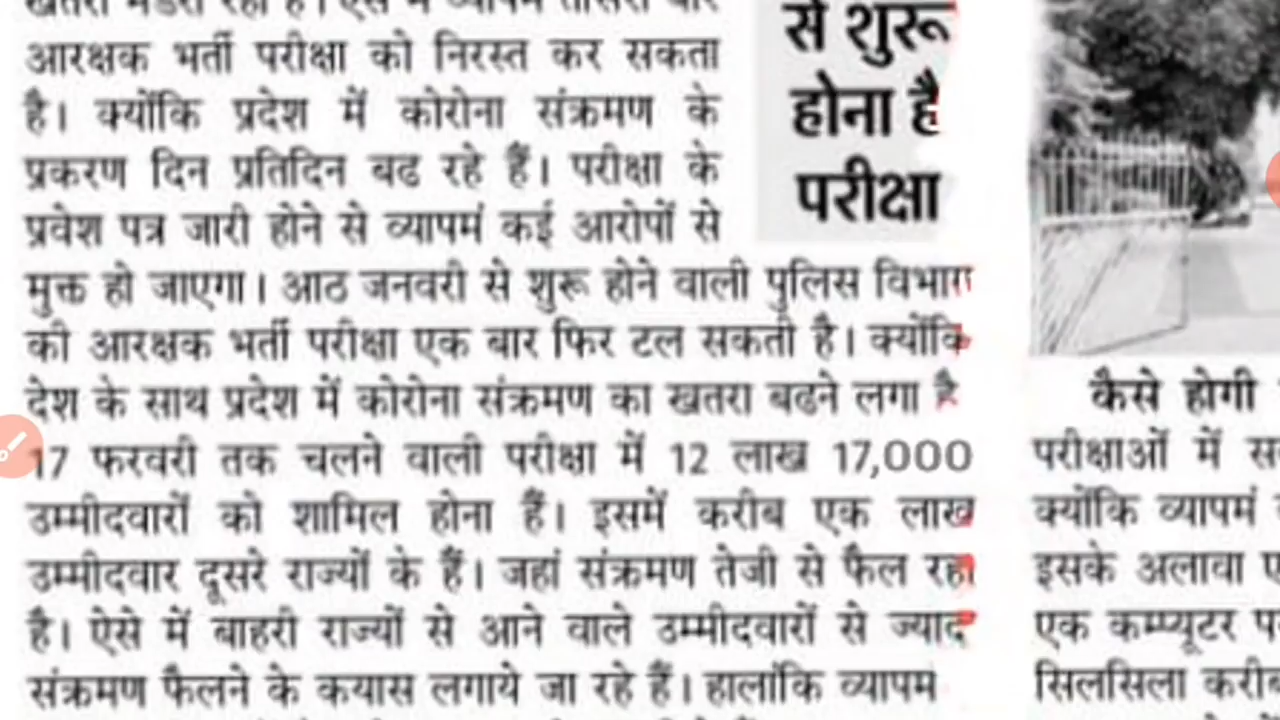 आरक्षक भर्ती परीक्षा को निरस्त कर सकता
है। क्योंकि प्रदेश में कोरोना संक्रमण के
प्रकरण दिन प्रतिदिन बढ रहे हैं। परीक्षा के
प्रवेश पत्र जारी होने से व्यापमं कई आरोपों से
मुक्त हो जाएगा। आठ जनवरी से शुरू होने वाली पुलिस विभाग
की आरक्षक भर्ती परीक्षा एक बार फिर टल सकती है। क्योंकि
देश के साथ प्रदेश में कोरोना संक्रमण का खतरा बढने लगा है
17 फरवरी तक चलने वाली परीक्षा में 12 लाख 17,000
उम्मीदवारों को शामिल होना हैं। इसमें करीब एक लाख
उम्मीदवार दूसरे राज्यों के हैं। जहां संक्रमण तेजी से फैल रहा
है। ऐसे में बाहरी राज्यों से आने वाले उम्मीदवारों से ज्याद
संक्रमण फैलने के कयास लगाये जा रहे हैं। हालांकि व्यापम
से शुरू
होना है
परीक्षा
कैसे होगी
परीक्षाओं में
क्योंकि व्यापमं
इसके अलावा
एक कम्प्यूटर
सिलसिला करीब